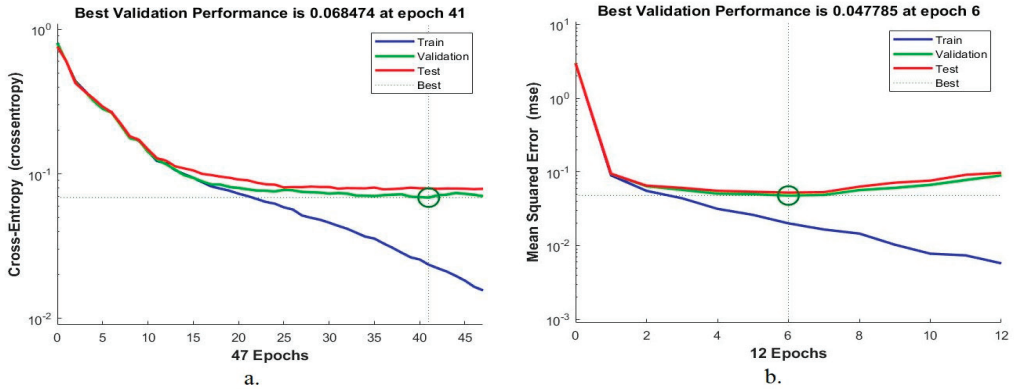 Best Validation Performance is 0.068474 at epoch 41
Cross-Entropy (crossentropy)
10^0
10^-1
10^-2
Train
Validation
Test
Best
0 5 10 15 20 25 30 35 40 45
47 Epochs
a.
Best Validation Performance is 0.047785 at epoch 6
Mean Squared Error (mse)
10^1
10^0
10^-1
10^-2
10^-3
Train
Validation
Test
Best
0 2 4 6 8 10 12
12 Epochs
b.